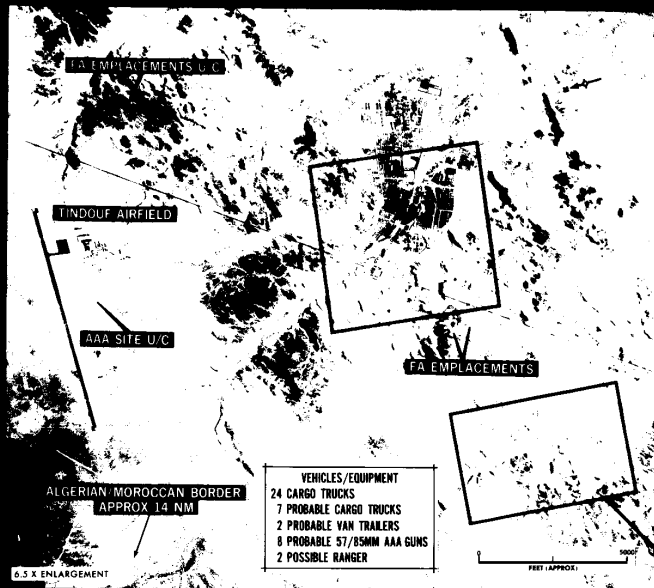 FA EMPLACEMENTS U/C
TINDOUF AIRFIELD
AAA SITE U/C
FA EMPLACEMENTS
ALGERIAN/MOROCCAN BORDER
APPROX 14 NM
VEHICLES/EQUIPMENT
24 CARGO TRUCKS
7 PROBABLE CARGO TRUCKS
2 PROBABLE VAN TRAILERS
8 PROBABLE 57/85MM AAA GUNS
2 POSSIBLE RANGER
6.5 X ENLARGEMENT
0 5000
FEET (APPROX)